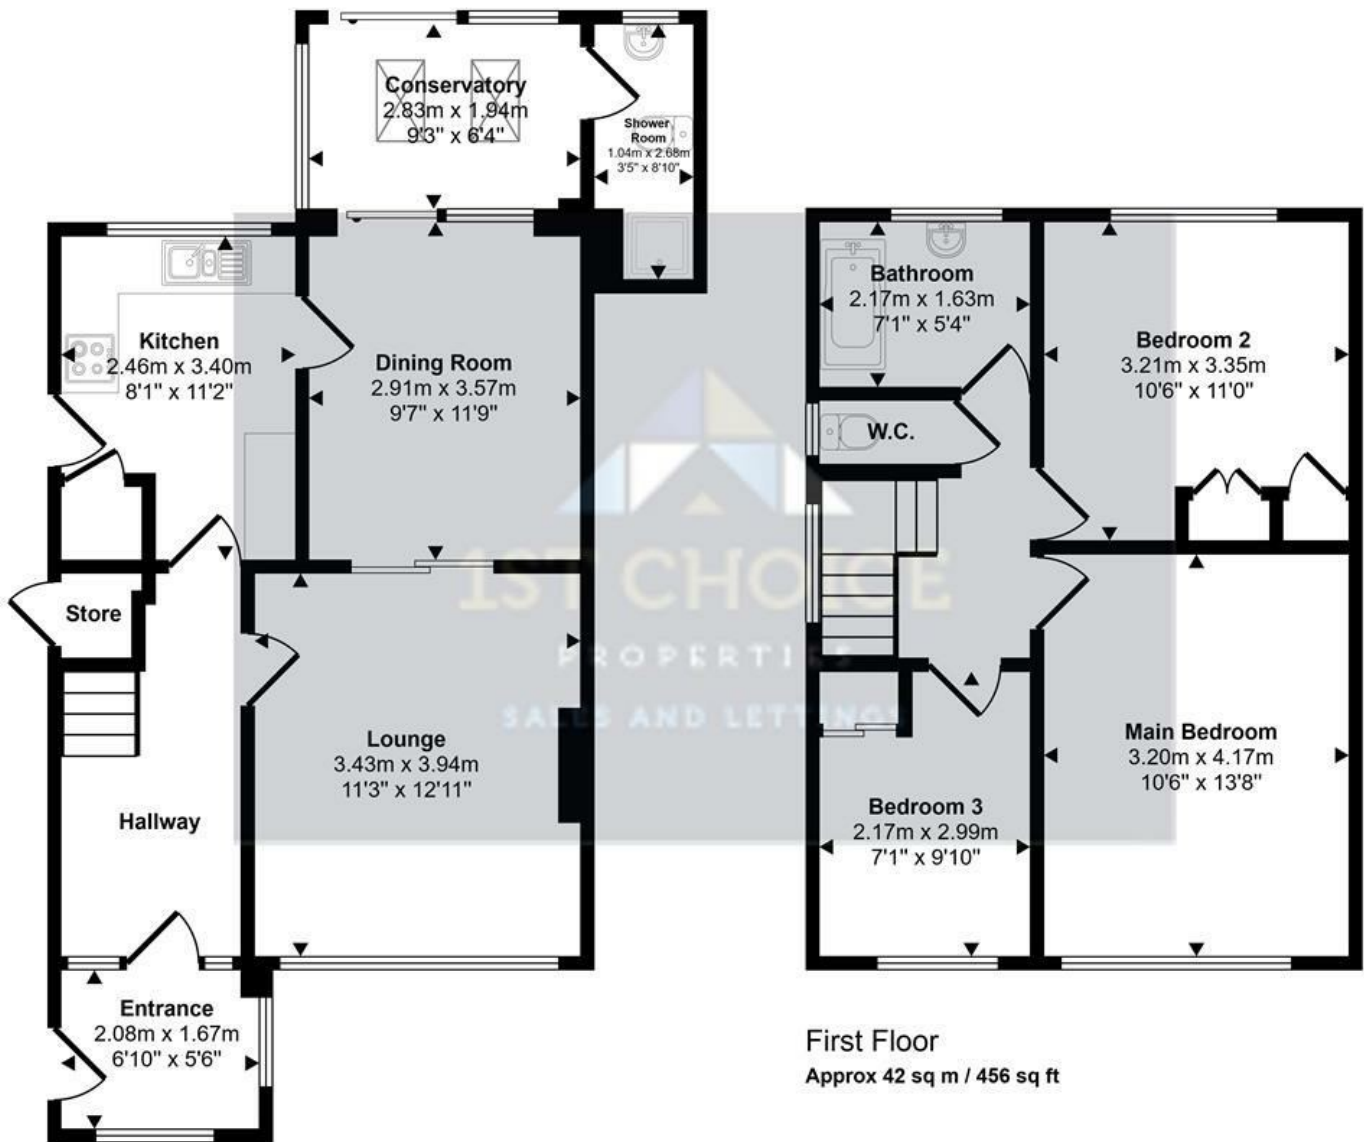 Conservatory
2.83m x 1.94m
9'3" x 6'4"
Shower
Room
1.04m x 2.68m
3'5" x 8'10"
Kitchen
2.46m x 3.40m
8'1" x 11'2"
Dining Room
2.91m x 3.57m
9'7" x 11'9"
Store
Lounge
3.43m x 3.94m
11'3" x 12'11"
Hallway
Entrance
2.08m x 1.67m
6'10" x 5'6"
Bathroom
2.17m x 1.63m
7'1" x 5'4"
Bedroom 2
3.21m x 3.35m
10'6" x 11'0"
W.C.
Main Bedroom
3.20m x 4.17m
10'6" x 13'8"
Bedroom 3
2.17m x 2.99m
7'1" x 9'10"
First Floor
Approx 42 sq m / 456 sq ft
1ST CHOICE
PROPERTIES
SALES AND LETTINGS